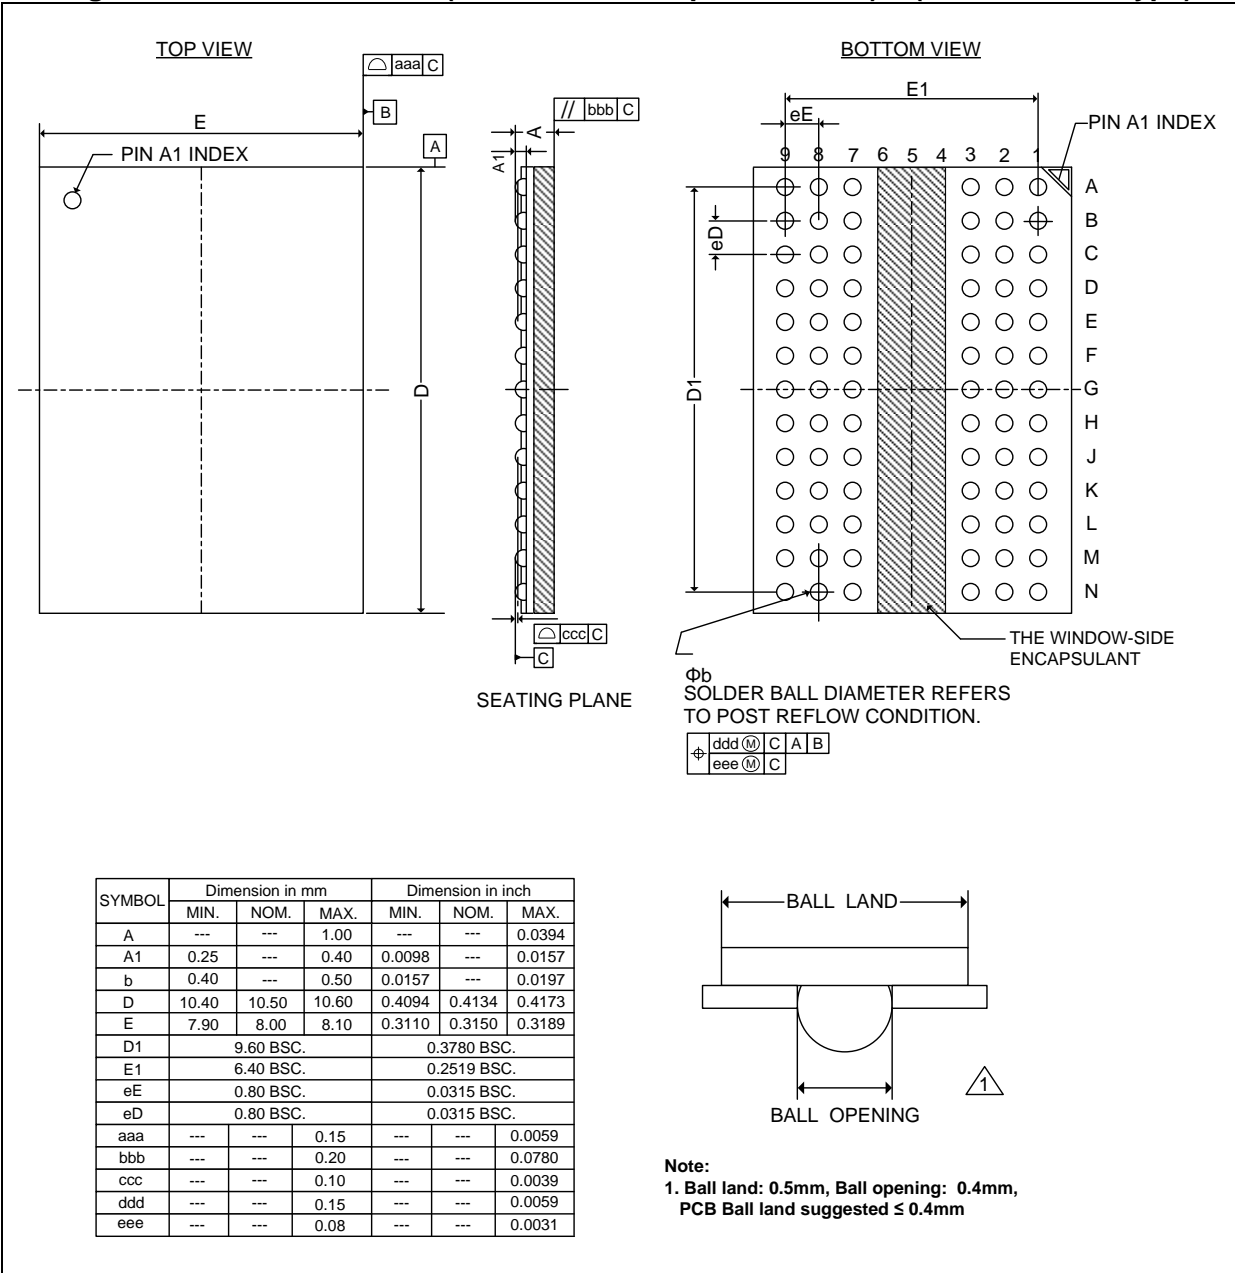 TOP VIEW
BOTTOM VIEW
aaa C
B
E
A
PIN A1 INDEX
D
// bbb C
A
A1
ccc C
C
SEATING PLANE
E1
eE
PIN A1 INDEX
9 8 7 6 5 4 3 2 1
eD
D1
A
B
C
D
E
F
G
H
J
K
L
M
N
THE WINDOW-SIDE
ENCAPSULANT
Φb
SOLDER BALL DIAMETER REFERS
TO POST REFLOW CONDITION.
ddd Ⓜ C A B
eee Ⓜ C
SYMBOL Dimension in mm Dimension in inch
MIN. NOM. MAX. MIN. NOM. MAX.
A --- --- 1.00 --- --- 0.0394
A1 0.25 --- 0.40 0.0098 --- 0.0157
b 0.40 --- 0.50 0.0157 --- 0.0197
D 10.40 10.50 10.60 0.4094 0.4134 0.4173
E 7.90 8.00 8.10 0.3110 0.3150 0.3189
D1 9.60 BSC. 0.3780 BSC.
E1 6.40 BSC. 0.2519 BSC.
eE 0.80 BSC. 0.0315 BSC.
eD 0.80 BSC. 0.0315 BSC.
aaa --- --- 0.15 --- --- 0.0059
bbb --- --- 0.20 --- --- 0.0780
ccc --- --- 0.10 --- --- 0.0039
ddd --- --- 0.15 --- --- 0.0059
eee --- --- 0.08 --- --- 0.0031
BALL LAND
1
BALL OPENING
Note:
1. Ball land: 0.5mm, Ball opening: 0.4mm,
PCB Ball land suggested ≤ 0.4mm